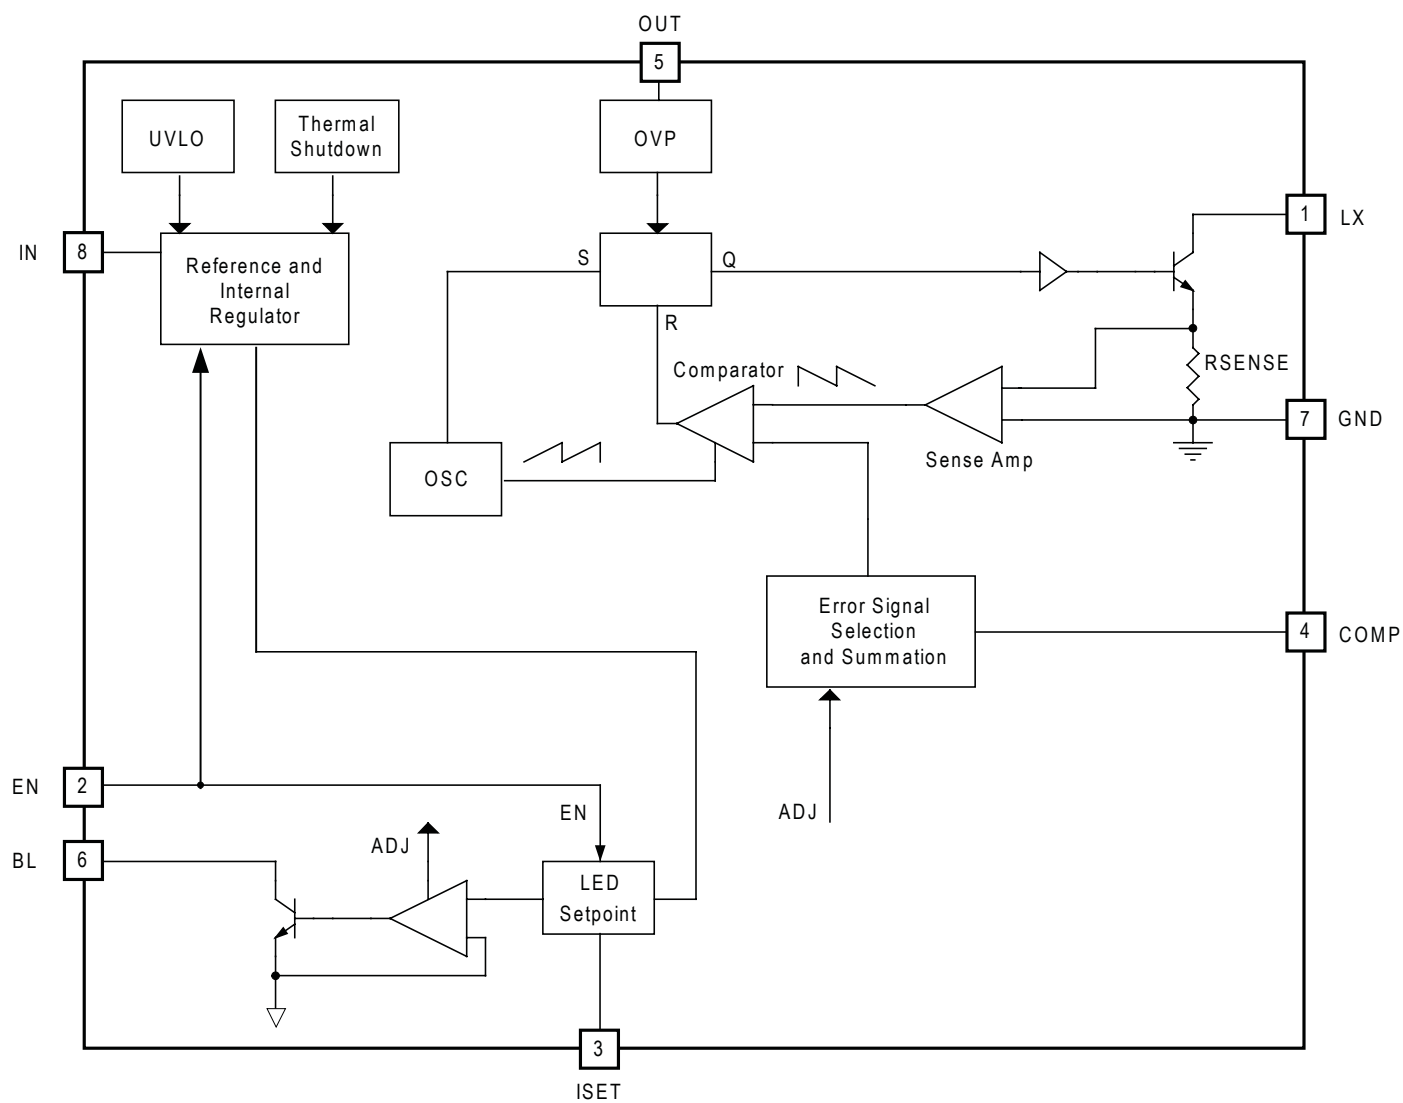 OUT
5
UVLO
Thermal
Shutdown
OVP
1
LX
IN
8
Reference and
Internal
Regulator
S
Q
R
Comparator
RSENSE
7
GND
Sense Amp
OSC
Error Signal
Selection
and Summation
4
COMP
EN
2
EN
ADJ
BL
6
ADJ
LED
Setpoint
3
ISET